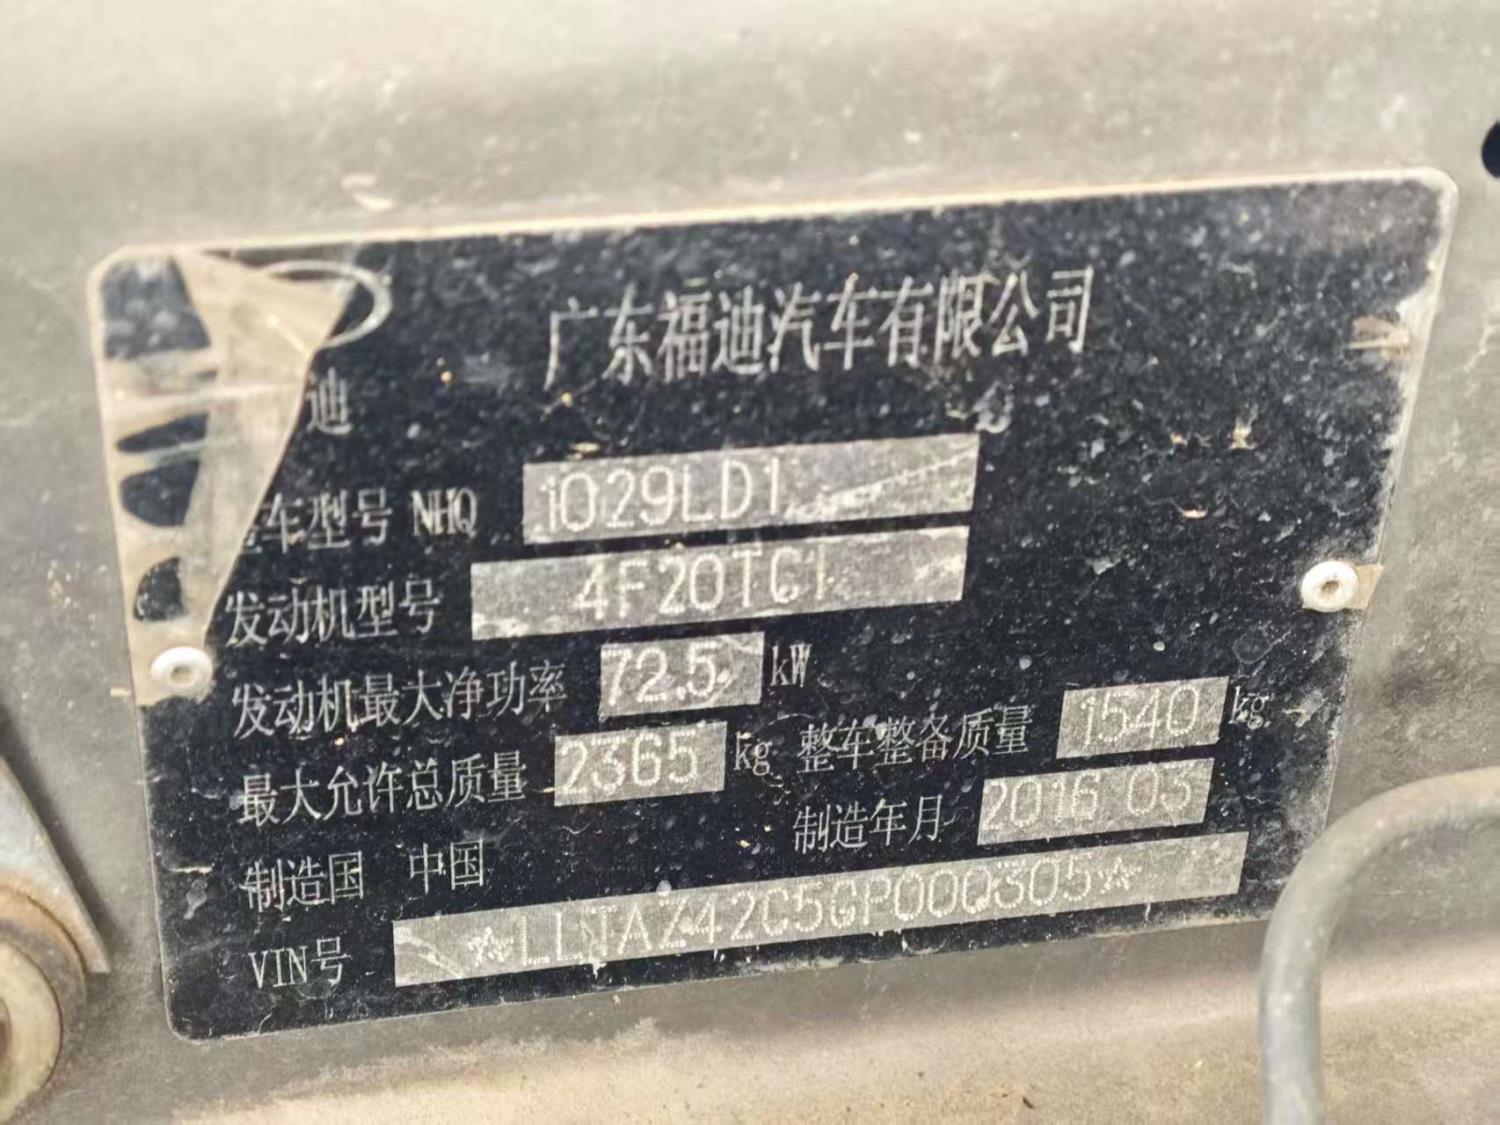 广东福迪汽车有限公司
迪
车型号 NHQ 1029LD1
发动机型号 4F20TC1
发动机最大净功率 72.5 kW
最大允许总质量 2365 kg 整车整备质量 1540 kg
制造国 中国 制造年月 2016 03
VIN号